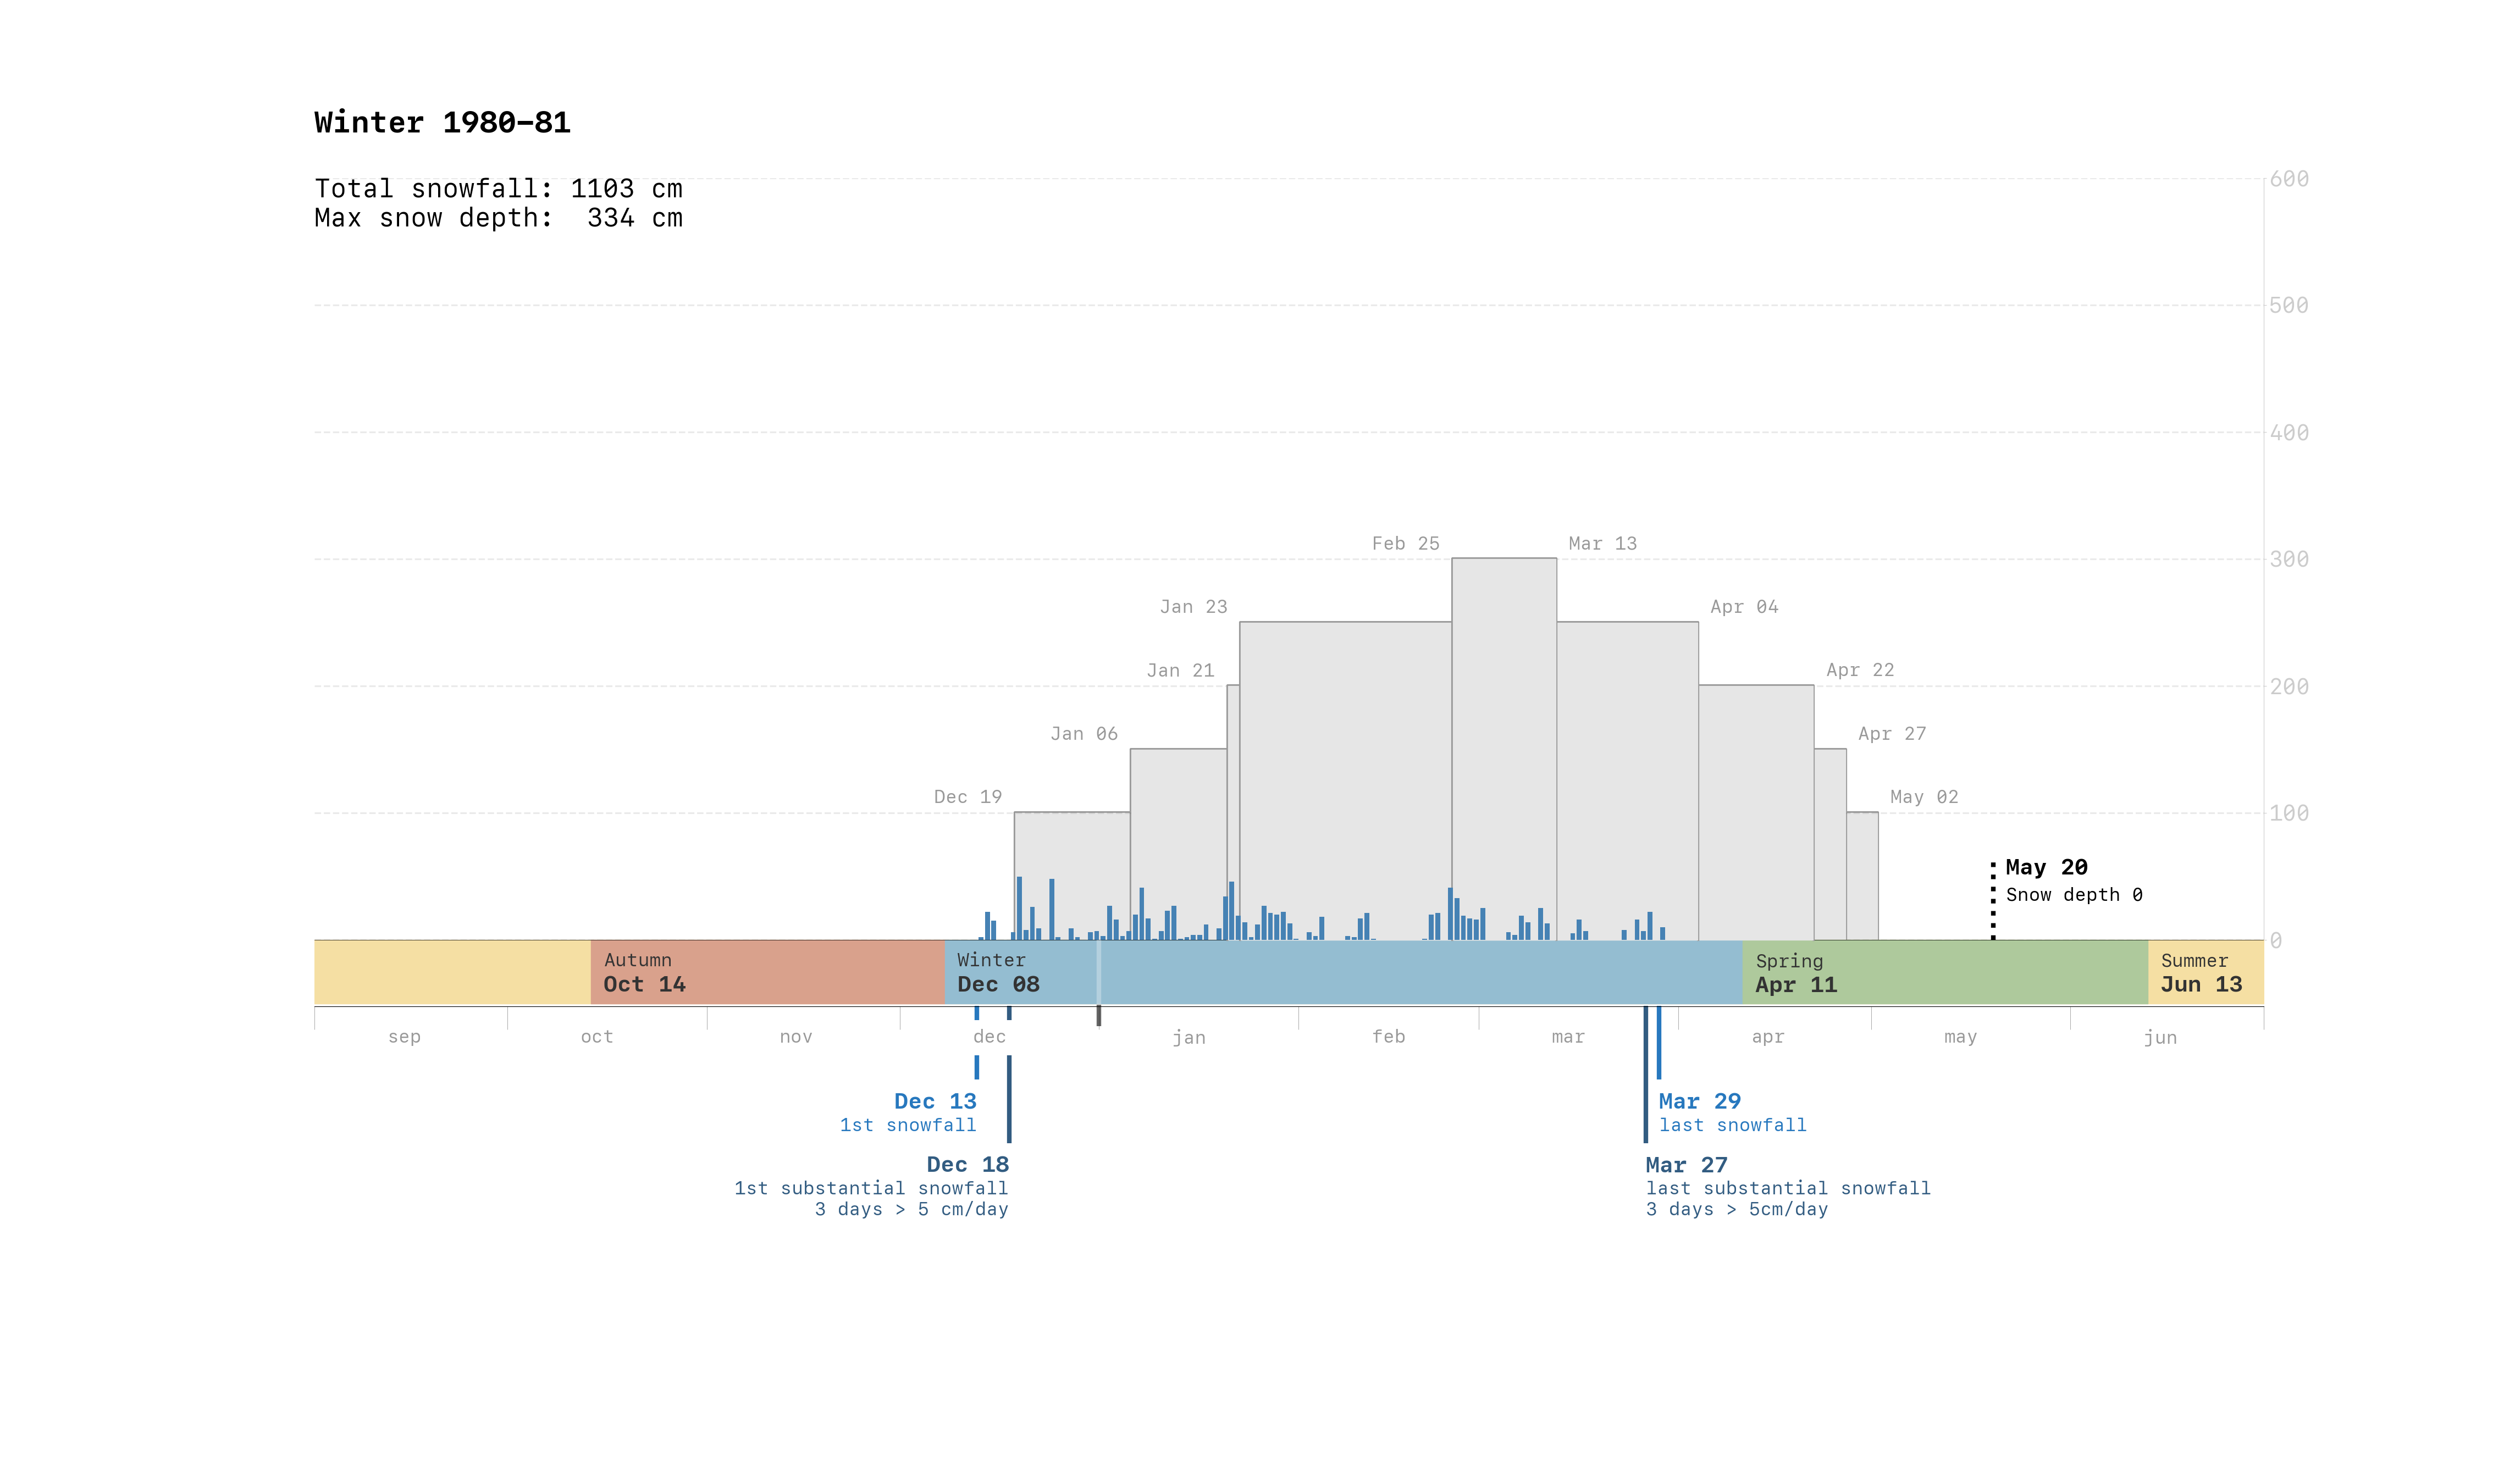 Winter 1980–81
Total snowfall: 1103 cm
Max snow depth:  334 cm
600
500
400
300
200
100
0
Feb 25
Mar 13
Jan 23
Apr 04
Jan 21
Apr 22
Jan 06
Apr 27
Dec 19
May 02
May 20
Snow depth 0
Autumn
Oct 14
Winter
Dec 08
Spring
Apr 11
Summer
Jun 13
sep oct nov dec jan feb mar apr may jun
Dec 13
1st snowfall
Dec 18
1st substantial snowfall
3 days > 5 cm/day
Mar 29
last snowfall
Mar 27
last substantial snowfall
3 days > 5cm/day